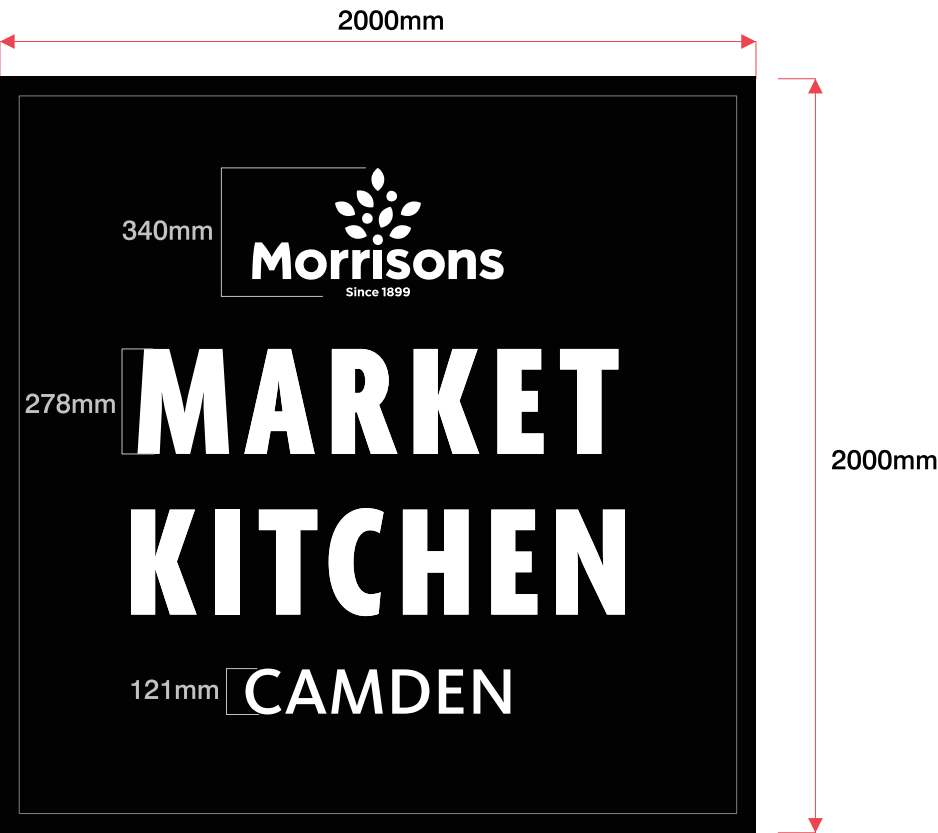 2000mm
340mm
Morrisons
Since 1899
278mm
MARKET
KITCHEN
2000mm
121mm
CAMDEN